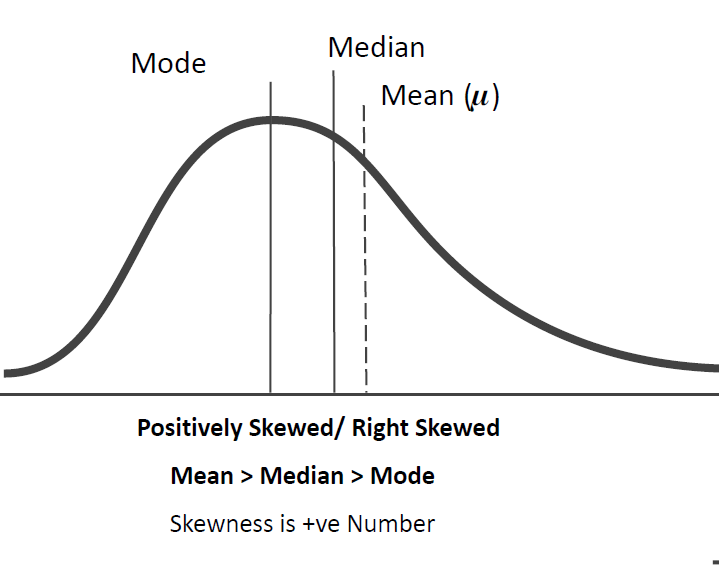 Mode
Median
Mean (μ)
Positively Skewed/ Right Skewed
Mean > Median > Mode
Skewness is +ve Number